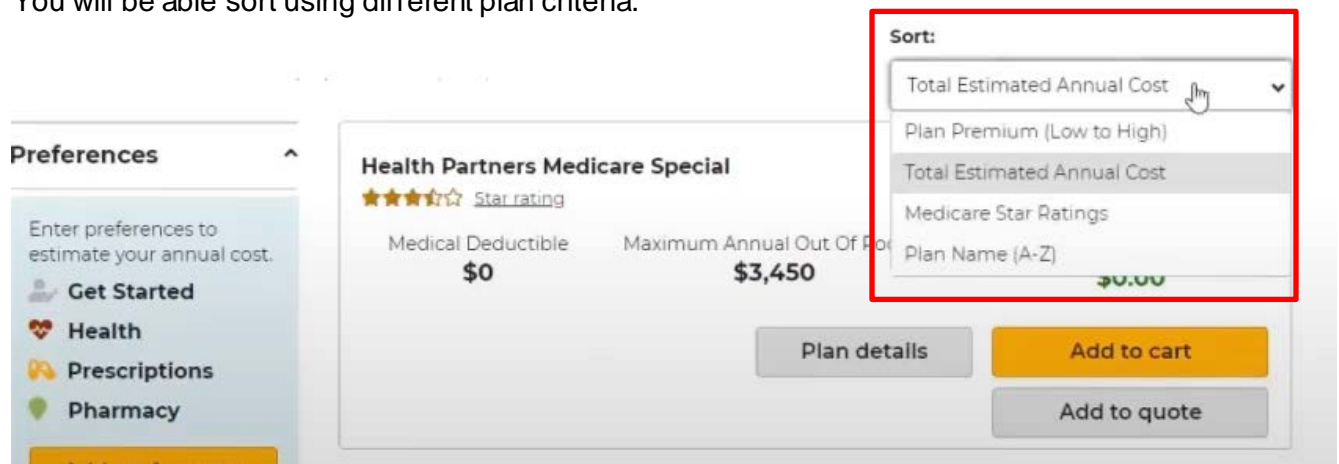 You will be able sort using different plan criteria.
Sort:
Total Estimated Annual Cost
Plan Premium (Low to High)
Total Estimated Annual Cost
Medicare Star Ratings
Plan Name (A-Z)
Preferences
Enter preferences to
estimate your annual cost.
Get Started
Health
Prescriptions
Pharmacy
Health Partners Medicare Special
Star rating
Medical Deductible
$0
Maximum Annual Out Of
$3,450
$0.00
Plan details
Add to cart
Add to quote